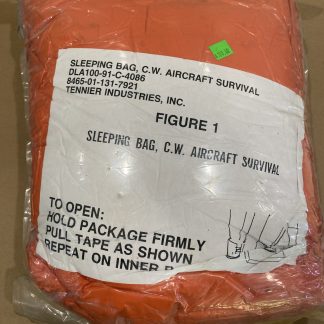 SLEEPING BAG, C.W. AIRCRAFT SURVIVAL
DLA100-91-C-4086
8465-01-131-7921
TENNIER INDUSTRIES, INC.
FIGURE 1
SLEEPING BAG, C.W. AIRCRAFT SURVIVAL
TO OPEN:
HOLD PACKAGE FIRMLY
PULL TAPE AS SHOWN
REPEAT ON INNER